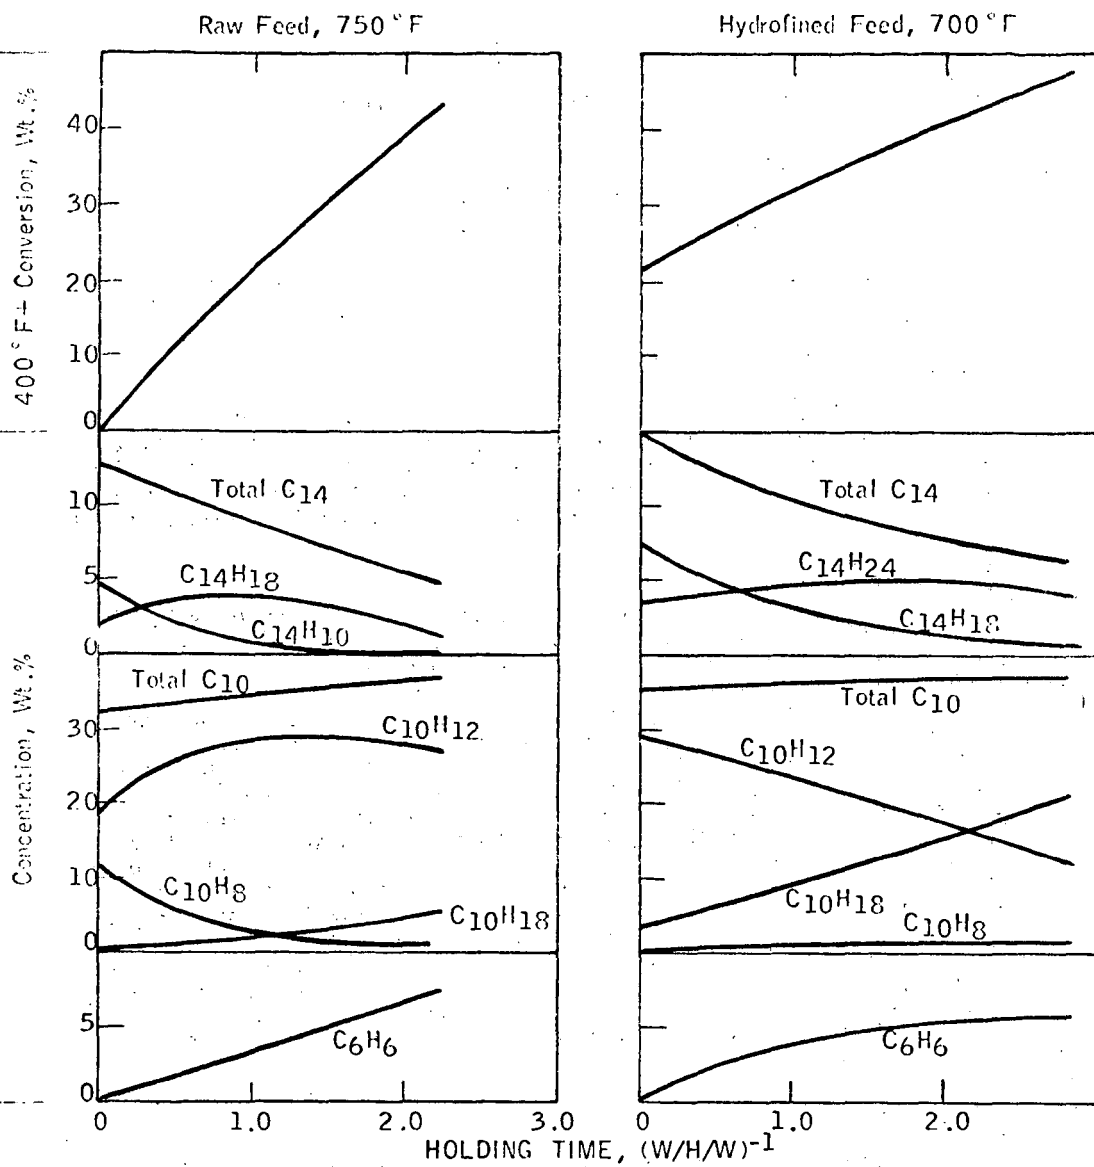 Raw Feed, 750°F
Hydrofined Feed, 700°F
400°F+ Conversion, Wt.%
40
30
20
10
0
Total C14
C14H18
C14H10
10
5
0
Total C14
C14H24
C14H18
Concentration, Wt.%
Total C10
C10H12
C10H8
C10H18
30
20
10
0
Total C10
C10H12
C10H18
C10H8
5
0
C6H6
C6H6
0
1.0
2.0
3.0
0
1.0
2.0
HOLDING TIME, (W/H/W)-1